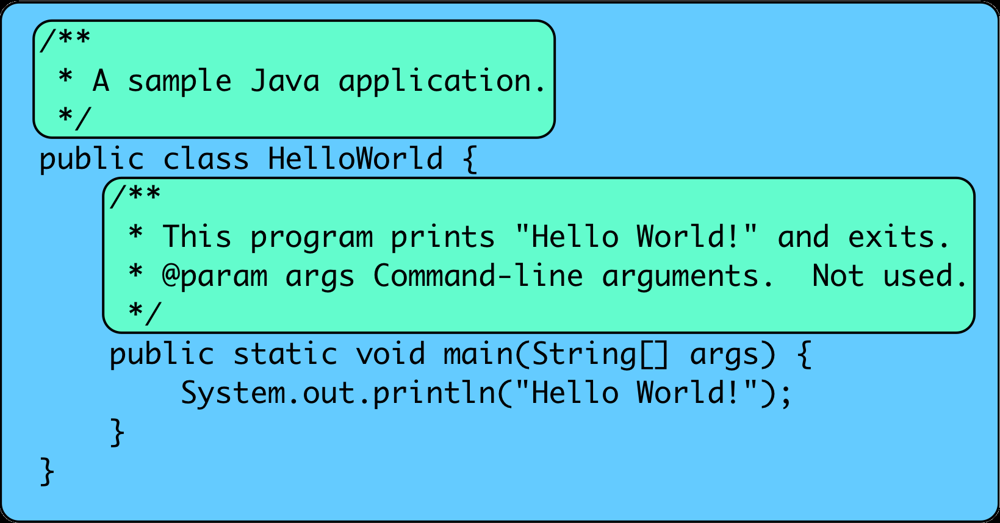 /**
 * A sample Java application.
 */
public class HelloWorld {
    /**
     * This program prints "Hello World!" and exits.
     * @param args Command-line arguments.  Not used.
     */
    public static void main(String[] args) {
        System.out.println("Hello World!");
    }
}